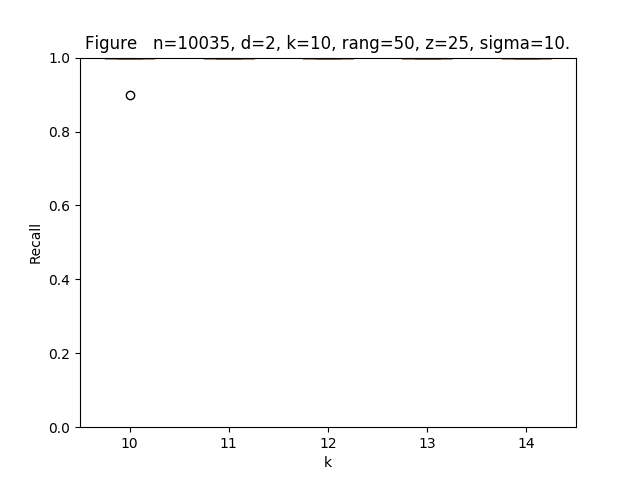 Figure   n=10035, d=2, k=10, rang=50, z=25, sigma=10.
1.0
0.8
0.6
0.4
0.2
0.0
Recall
10 11 12 13 14
k